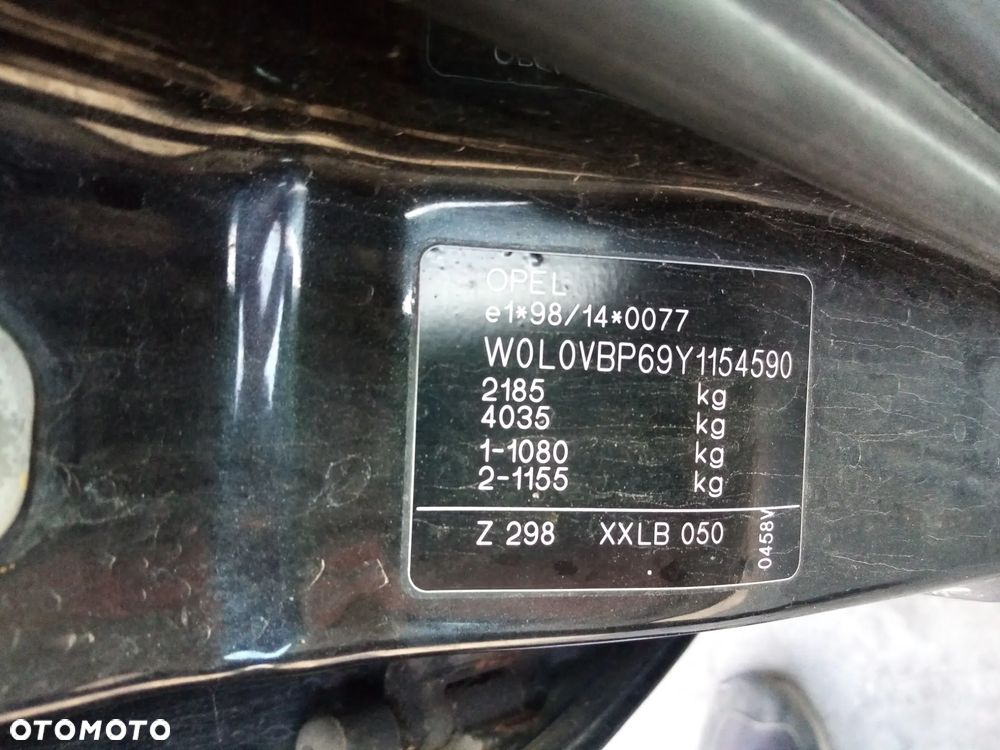 OPEL
e1*98/14*0077
W0L0VBP69Y1154590
2185 kg
4035 kg
1-1080 kg
2-1155 kg
Z 298 XXLB 050
0458V
OTOMOTO